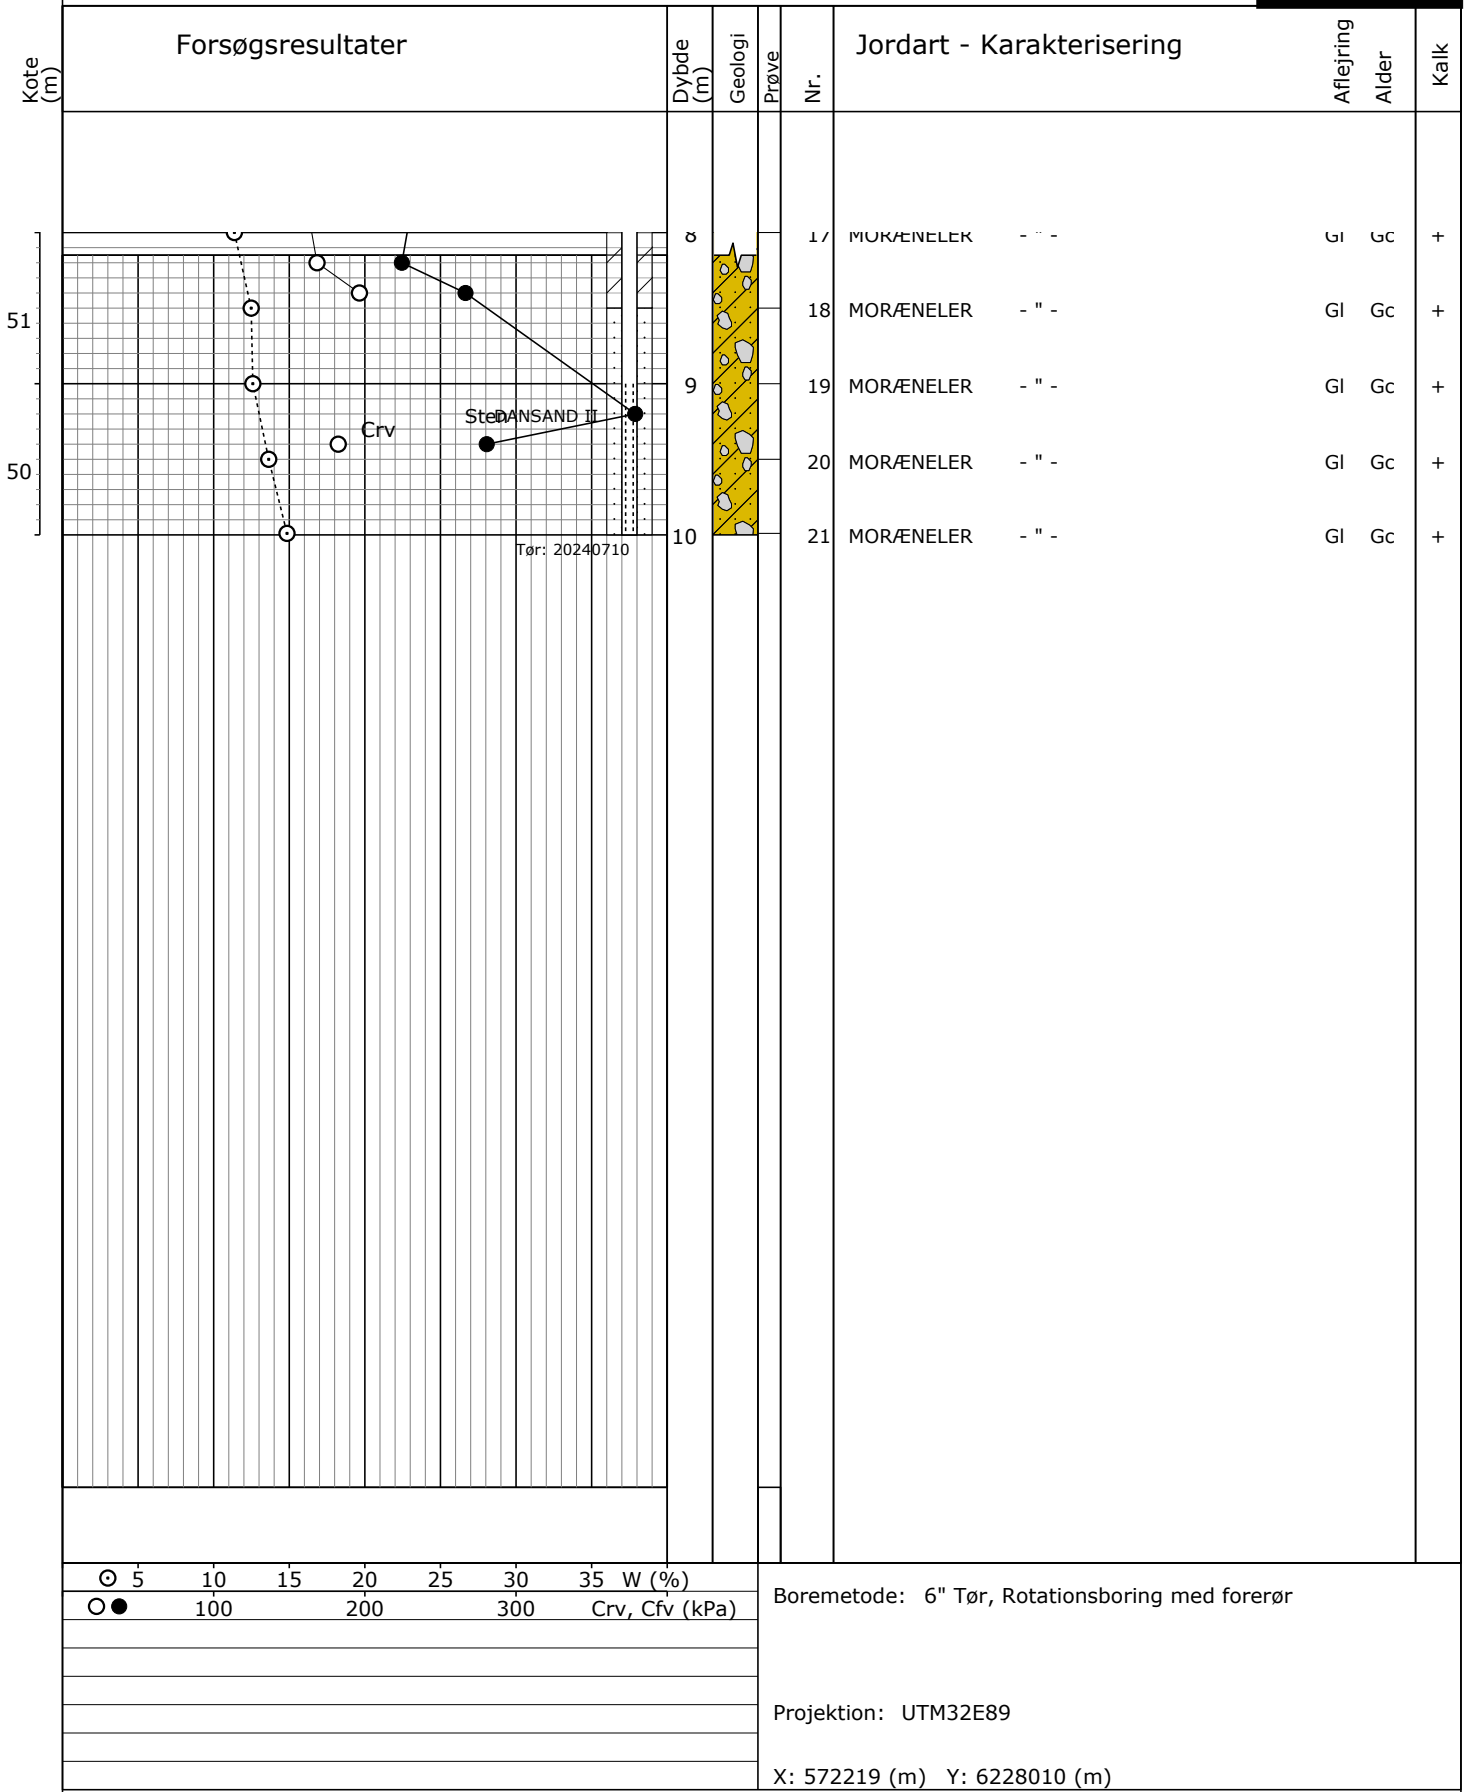 Forsøgsresultater
Jordart - Karakterisering
Kote (m)
Dybde (m)
Geologi
Prøve
Nr.
Aflejring
Alder
Kalk
8 17 MORÆNELER - " - Gl Gc +
51 18 MORÆNELER - " - Gl Gc +
9 19 MORÆNELER - " - Gl Gc +
Sten DANSAND II
Crv
50 20 MORÆNELER - " - Gl Gc +
10 21 MORÆNELER - " - Gl Gc +
Tør: 20240710
5 10 15 20 25 30 35 W (%)
100 200 300 Crv, Cfv (kPa)
Boremetode: 6" Tør, Rotationsboring med forerør
Projektion: UTM32E89
X: 572219 (m) Y: 6228010 (m)